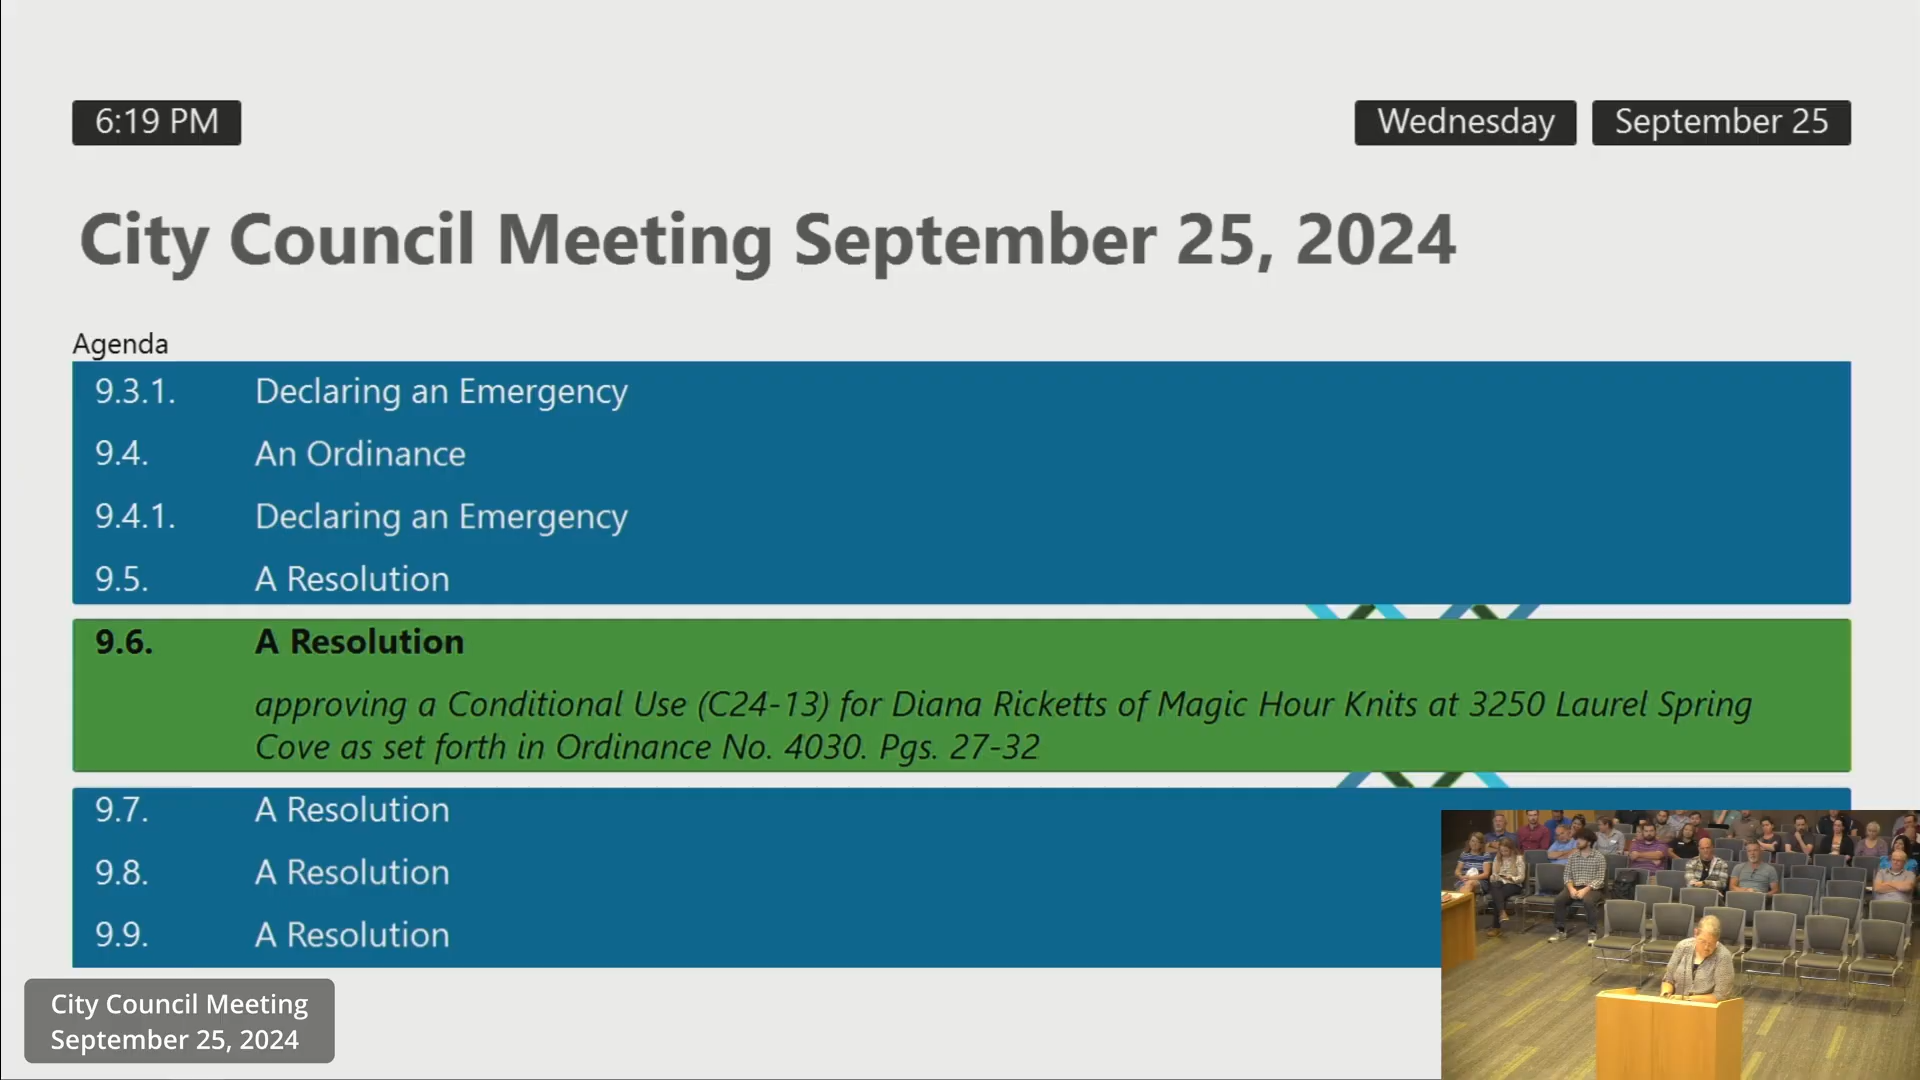 6:19 PM
Wednesday
September 25
City Council Meeting September 25, 2024
Agenda
9.3.1. Declaring an Emergency
9.4. An Ordinance
9.4.1. Declaring an Emergency
9.5. A Resolution
9.6. A Resolution
approving a Conditional Use (C24-13) for Diana Ricketts of Magic Hour Knits at 3250 Laurel Spring
Cove as set forth in Ordinance No. 4030. Pgs. 27-32
9.7. A Resolution
9.8. A Resolution
9.9. A Resolution
City Council Meeting
September 25, 2024